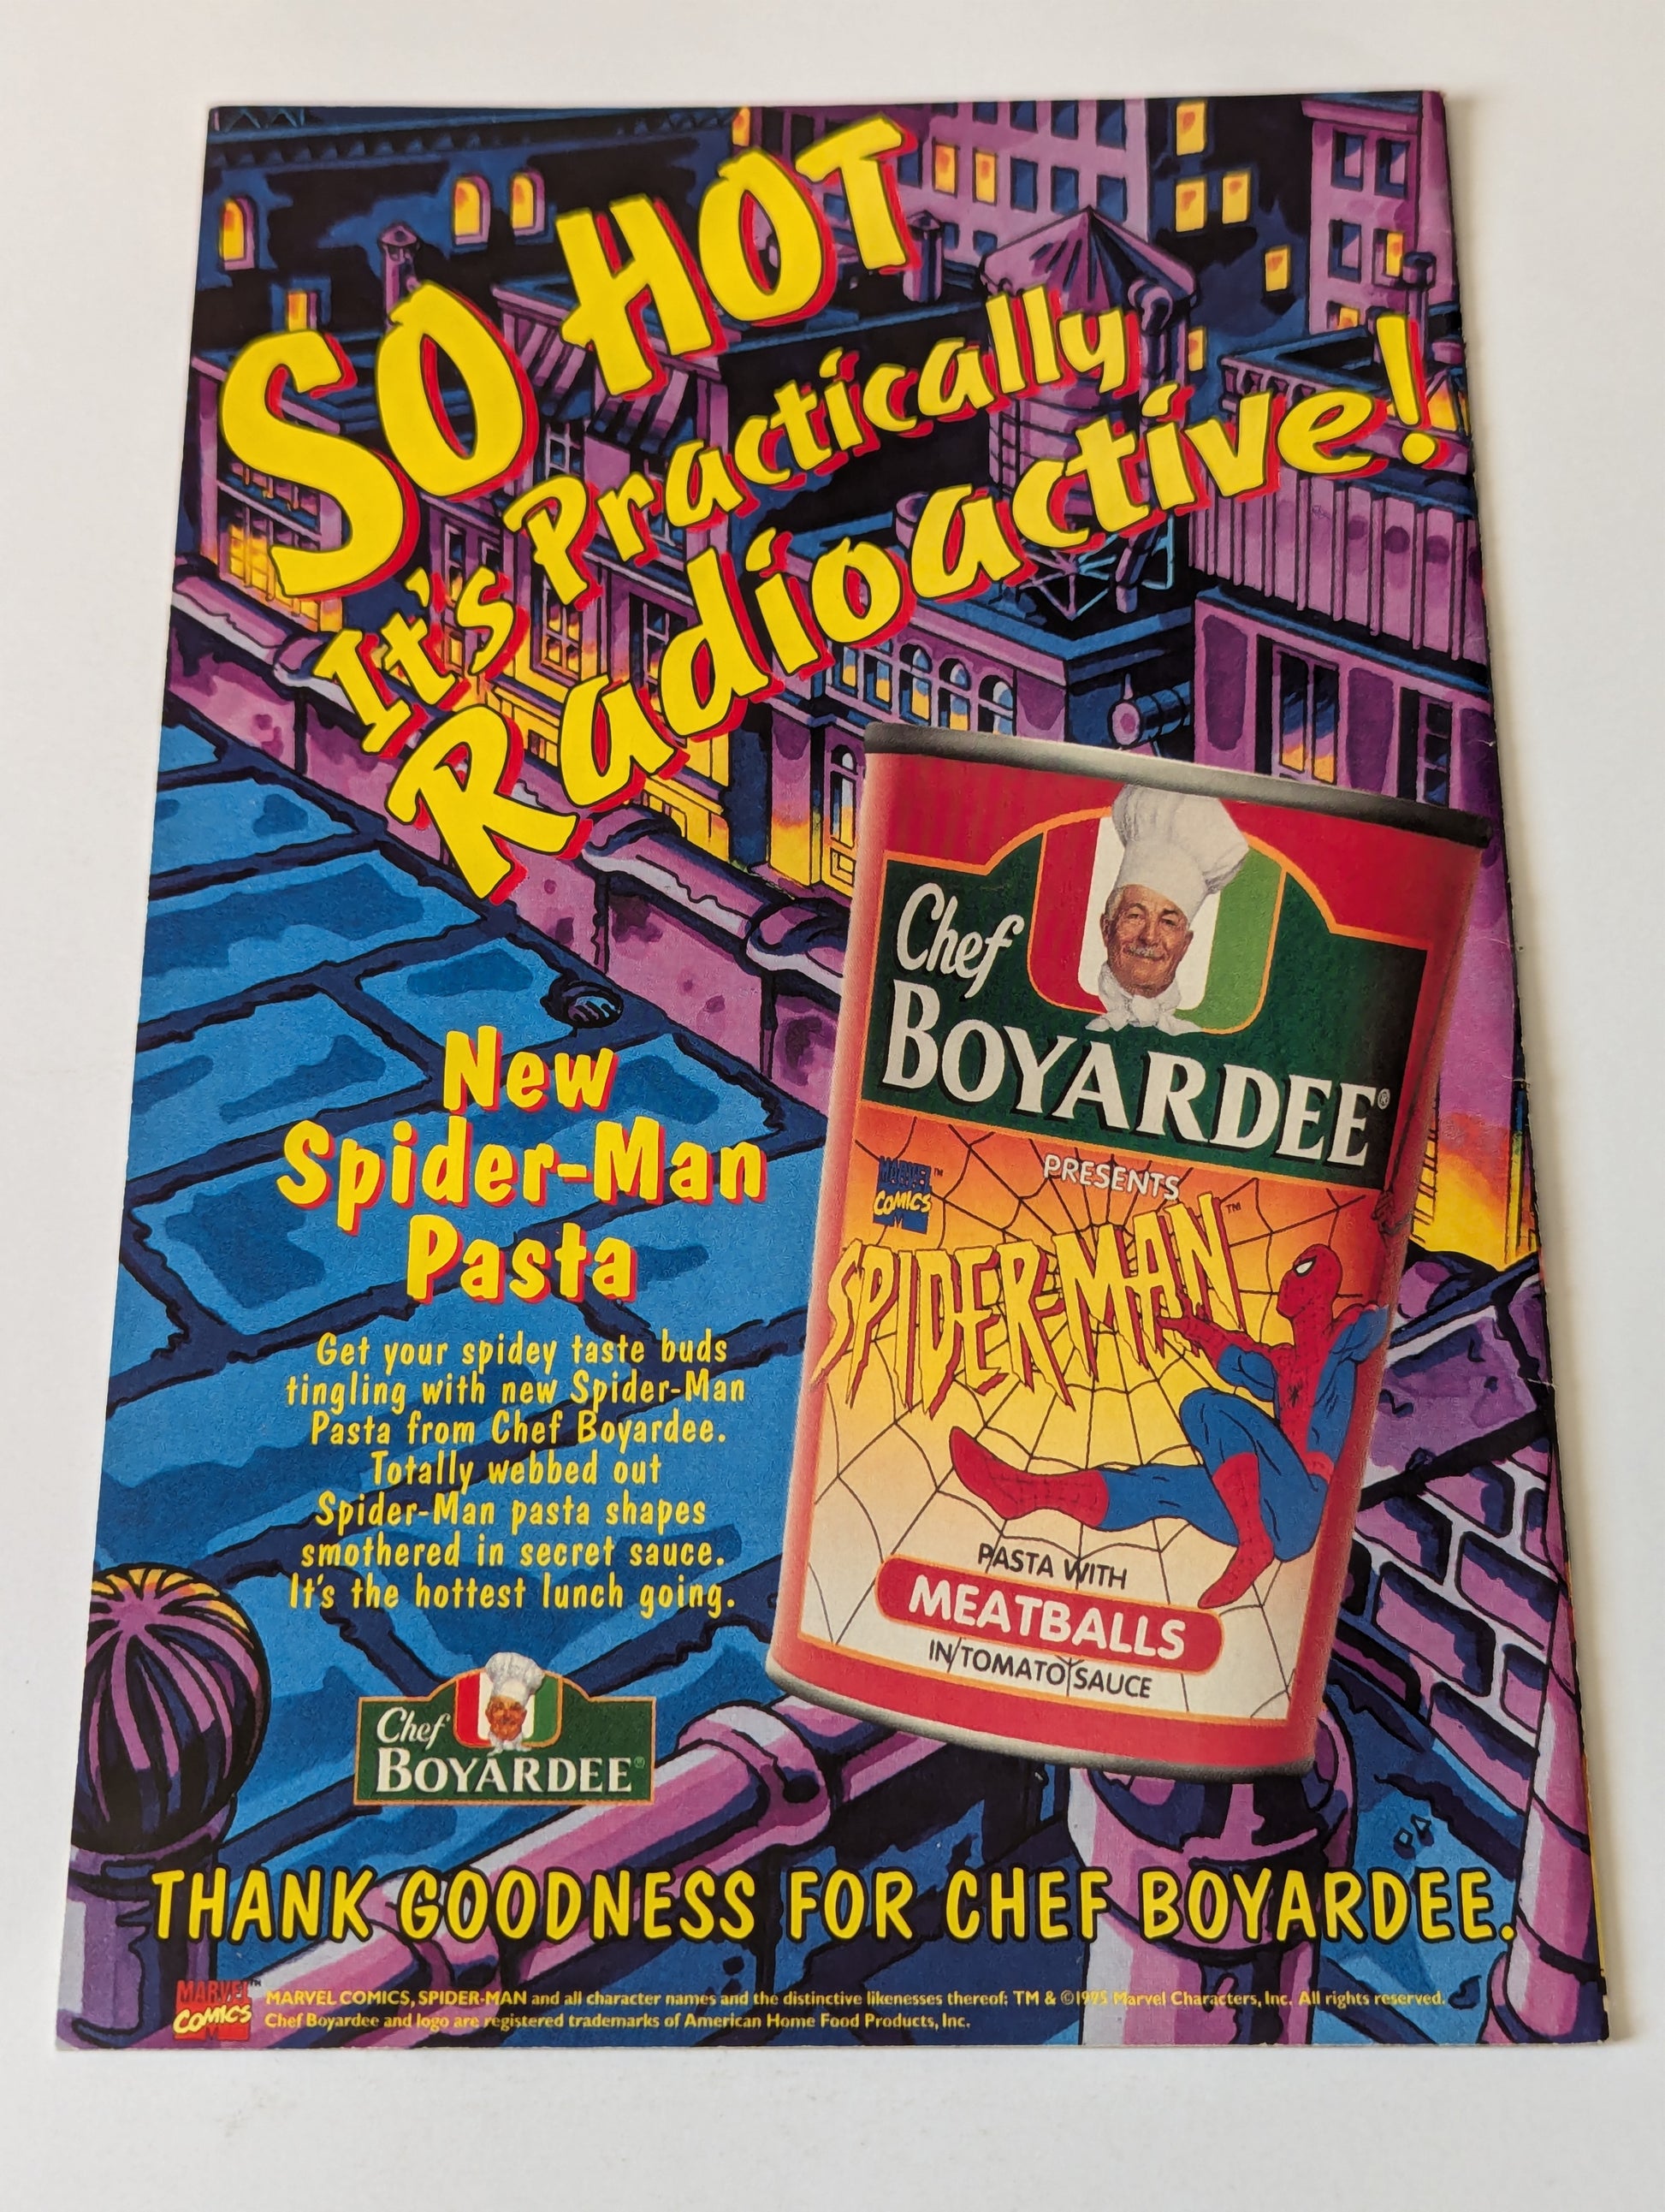 SO HOT
It's Practically
Radioactive!
Chef
BOYARDEE®
PRESENTS
MARVEL™
COMICS
SPIDER-MAN™
PASTA WITH
MEATBALLS
IN TOMATO SAUCE
New
Spider-Man
Pasta
Get your spidey taste buds
tingling with new Spider-Man
Pasta from Chef Boyardee.
Totally webbed out
Spider-Man pasta shapes
smothered in secret sauce.
It's the hottest lunch going.
Chef
BOYARDEE®
THANK GOODNESS FOR CHEF BOYARDEE.
MARVEL™
COMICS
MARVEL COMICS, SPIDER-MAN and all character names and the distinctive likenesses thereof: TM & ©1995 Marvel Characters, Inc. All rights reserved.
Chef Boyardee and logo are registered trademarks of American Home Food Products, Inc.